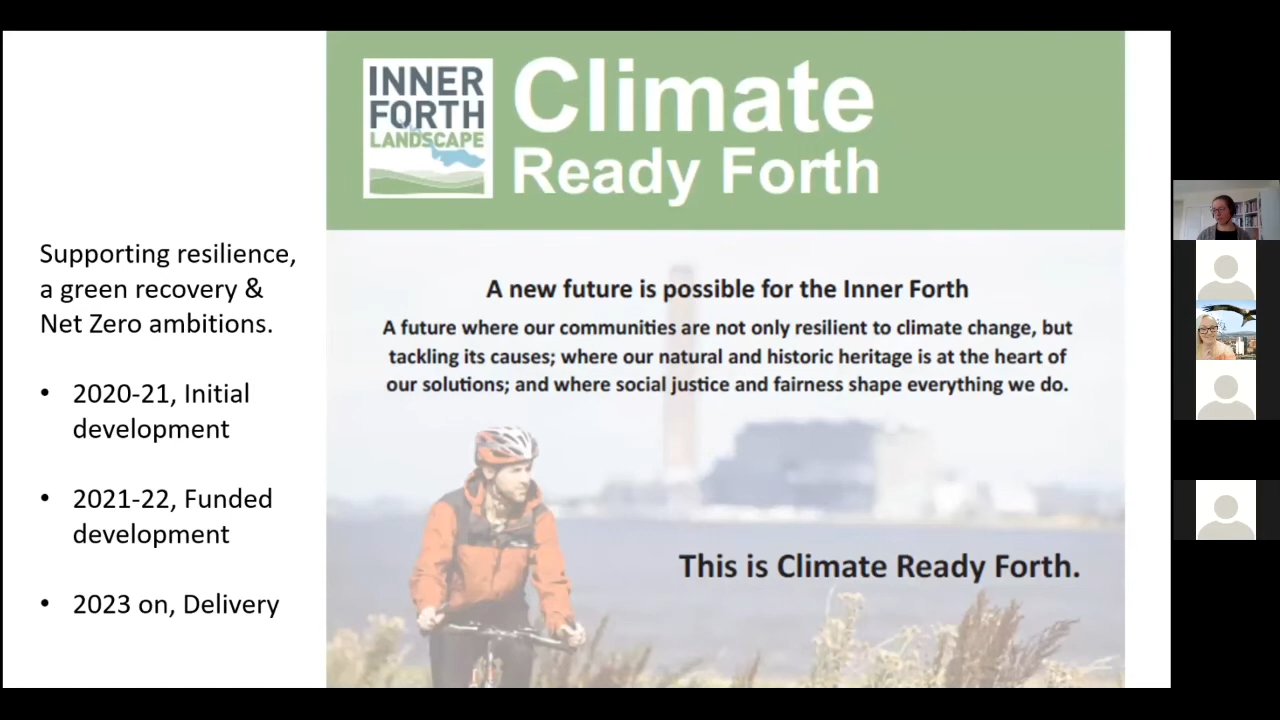 INNER
FORTH
LANDSCAPE
Climate
Ready Forth
Supporting resilience,
a green recovery &
Net Zero ambitions.
• 2020-21, Initial
development
• 2021-22, Funded
development
• 2023 on, Delivery
A new future is possible for the Inner Forth
A future where our communities are not only resilient to climate change, but
tackling its causes; where our natural and historic heritage is at the heart of
our solutions; and where social justice and fairness shape everything we do.
This is Climate Ready Forth.